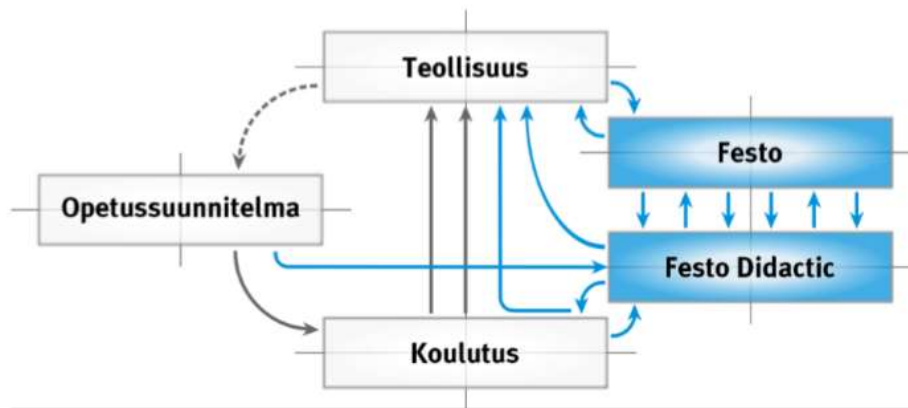 Teollisuus
Festo
Opetussuunnitelma
Festo Didactic
Koulutus